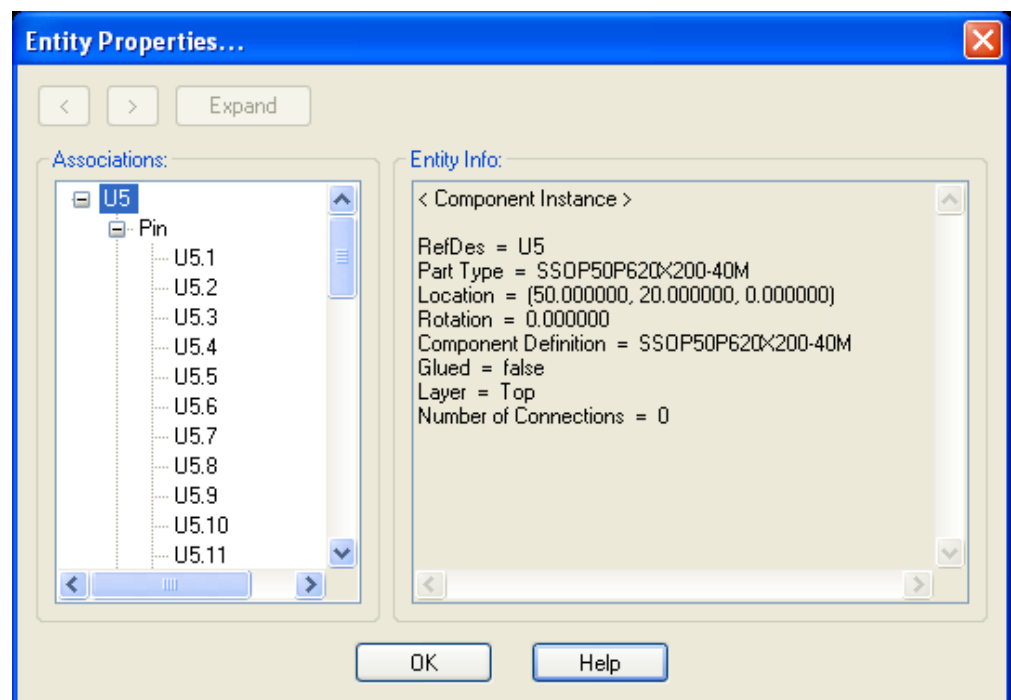 Entity Properties...
< > Expand
Associations:
U5
Pin
U5.1
U5.2
U5.3
U5.4
U5.5
U5.6
U5.7
U5.8
U5.9
U5.10
U5.11
Entity Info:
< Component Instance >
RefDes = U5
Part Type = SSOP50P620X200-40M
Location = (50.000000, 20.000000, 0.000000)
Rotation = 0.000000
Component Definition = SSOP50P620X200-40M
Glued = false
Layer = Top
Number of Connections = 0
OK Help